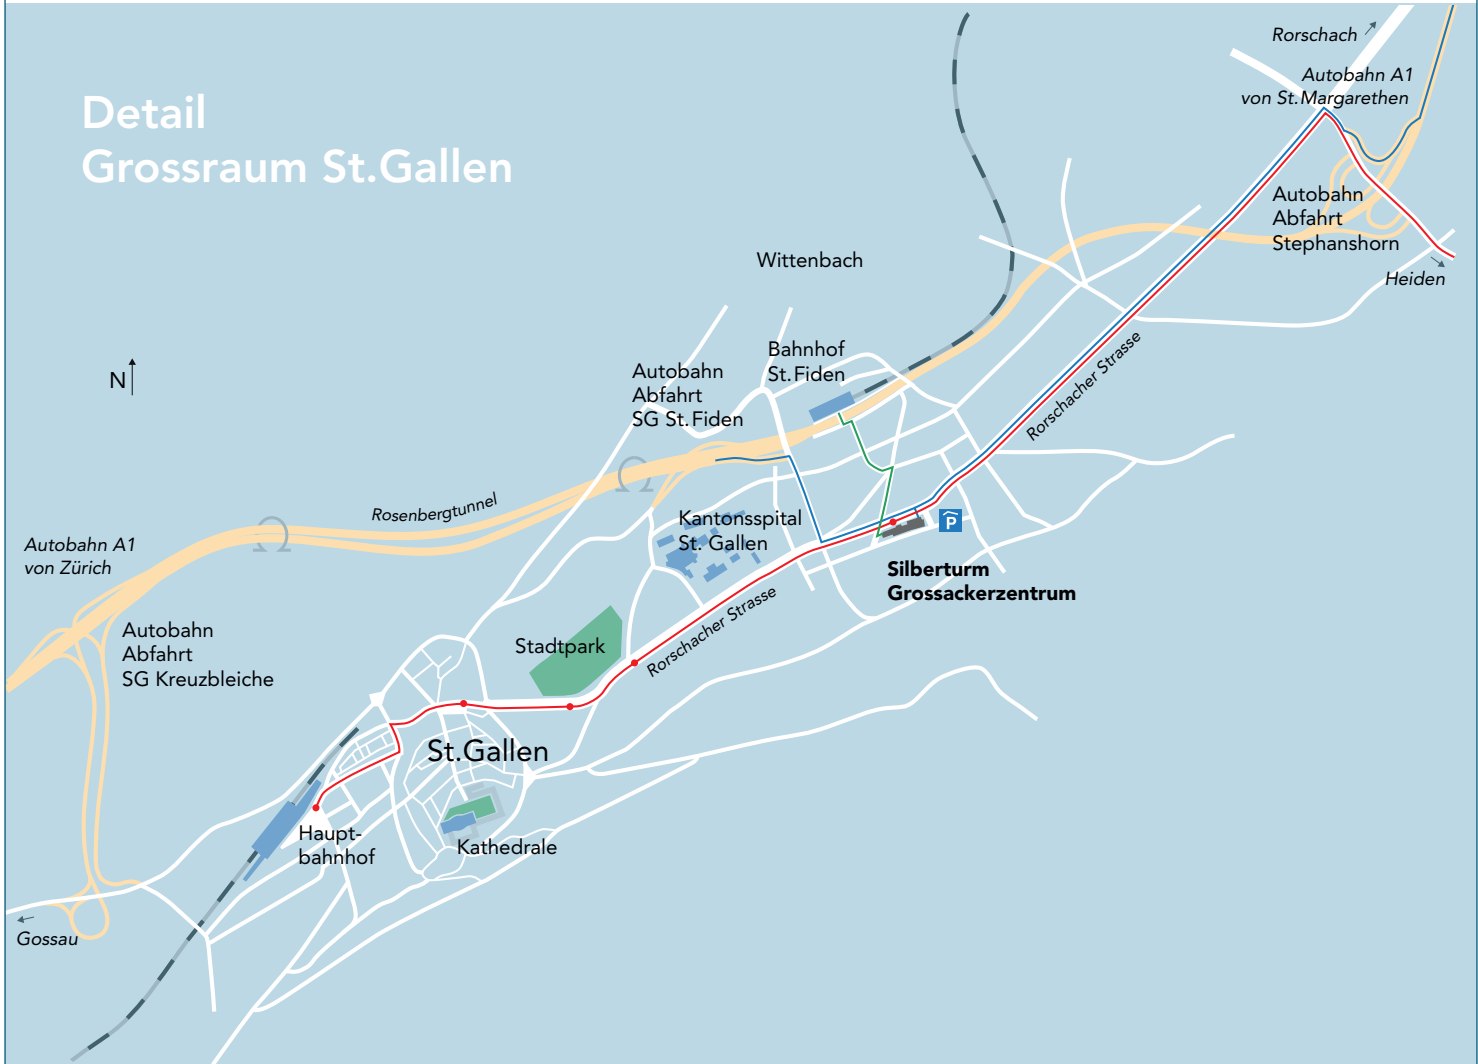 Detail
Grossraum St.Gallen
Rorschach
Autobahn A1
von St.Margarethen
Autobahn
Abfahrt
Stephanshorn
Heiden
Wittenbach
Bahnhof
St.Fiden
Autobahn
Abfahrt
SG St.Fiden
N
Rorschacher Strasse
Rosenbergtunnel
Kantonsspital
St. Gallen
P
Silberturm
Grossackerzentrum
Autobahn A1
von Zürich
Autobahn
Abfahrt
SG Kreuzbleiche
Stadtpark
Rorschacher Strasse
St.Gallen
Haupt-
bahnhof
Kathedrale
Gossau